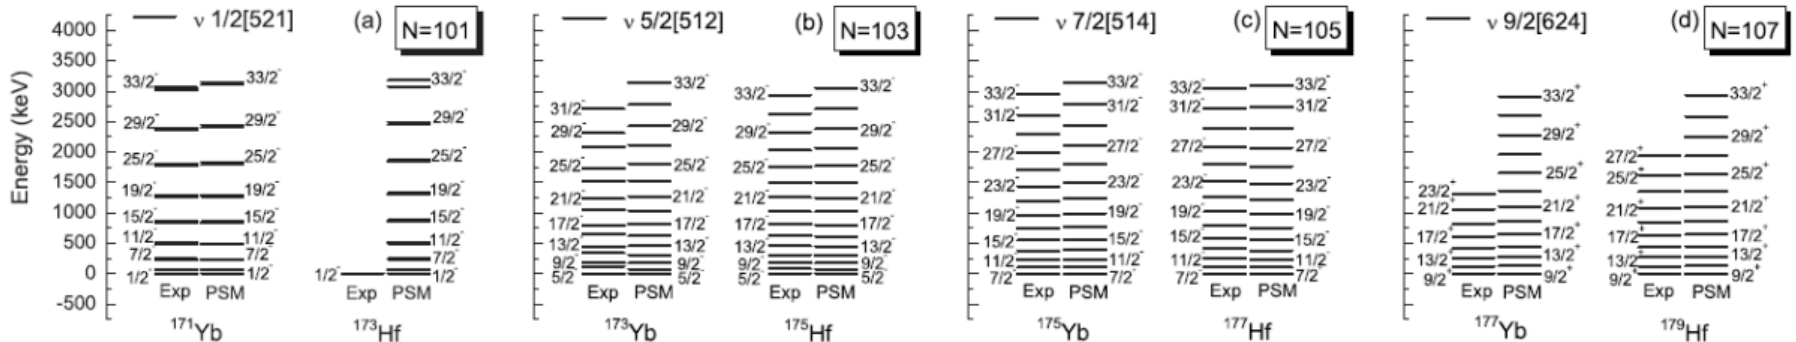 ν 1/2[521] (a) N=101
ν 5/2[512] (b) N=103
ν 7/2[514] (c) N=105
ν 9/2[624] (d) N=107
Energy (keV)
4000
3500
3000
2500
2000
1500
1000
500
0
-500
33/2⁻ 33/2⁻ 33/2⁻
29/2⁻ 29/2⁻ 29/2⁻
25/2⁻ 25/2⁻ 25/2⁻
19/2⁻ 19/2⁻ 19/2⁻
15/2⁻ 15/2⁻ 15/2⁻
11/2⁻ 11/2⁻ 11/2⁻
7/2⁻ 7/2⁻ 7/2⁻
1/2⁻ 1/2⁻ 1/2⁻ 1/2⁻
Exp PSM Exp PSM
¹⁷¹Yb ¹⁷³Hf
33/2⁻ 33/2⁻ 33/2⁻
31/2⁻
29/2⁻ 29/2⁻ 29/2⁻ 29/2⁻
25/2⁻ 25/2⁻ 25/2⁻ 25/2⁻
21/2⁻ 21/2⁻ 21/2⁻ 21/2⁻
17/2⁻ 17/2⁻ 17/2⁻ 17/2⁻
13/2⁻ 13/2⁻ 13/2⁻ 13/2⁻
9/2⁻ 9/2⁻ 9/2⁻ 9/2⁻
5/2⁻ 5/2⁻ 5/2⁻ 5/2⁻
Exp PSM Exp PSM
¹⁷³Yb ¹⁷⁵Hf
33/2⁻ 33/2⁻ 33/2⁻ 33/2⁻
31/2⁻ 31/2⁻ 31/2⁻ 31/2⁻
27/2⁻ 27/2⁻ 27/2⁻ 27/2⁻
23/2⁻ 23/2⁻ 23/2⁻ 23/2⁻
19/2⁻ 19/2⁻ 19/2⁻ 19/2⁻
15/2⁻ 15/2⁻ 15/2⁻ 15/2⁻
11/2⁻ 11/2⁻ 11/2⁻ 11/2⁻
7/2⁻ 7/2⁻ 7/2⁻ 7/2⁻
Exp PSM Exp PSM
¹⁷⁵Yb ¹⁷⁷Hf
33/2⁺ 33/2⁺
29/2⁺ 29/2⁺
27/2⁺
25/2⁺ 25/2⁺ 25/2⁺
23/2⁺
21/2⁺ 21/2⁺ 21/2⁺ 21/2⁺
17/2⁺ 17/2⁺ 17/2⁺ 17/2⁺
13/2⁺ 13/2⁺ 13/2⁺ 13/2⁺
9/2⁺ 9/2⁺ 9/2⁺ 9/2⁺
Exp PSM Exp PSM
¹⁷⁷Yb ¹⁷⁹Hf